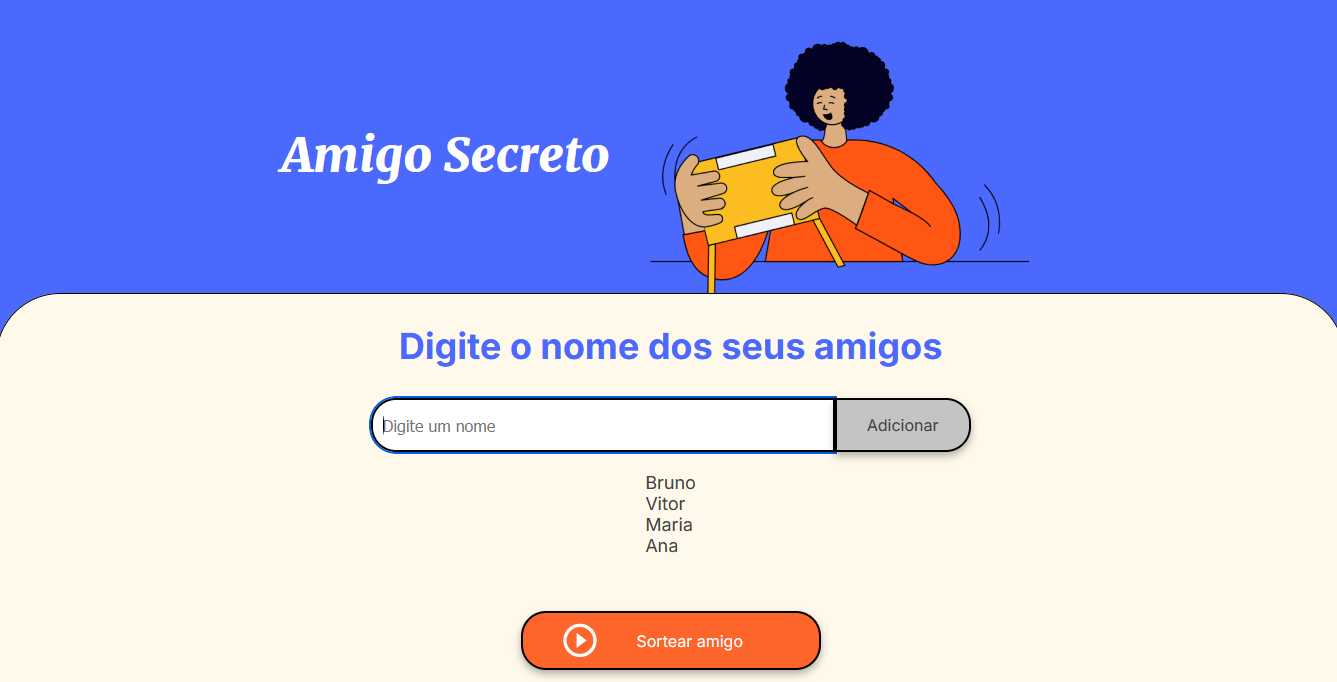 Amigo Secreto
Digite o nome dos seus amigos
Digite um nome
Adicionar
Bruno
Vitor
Maria
Ana
Sortear amigo